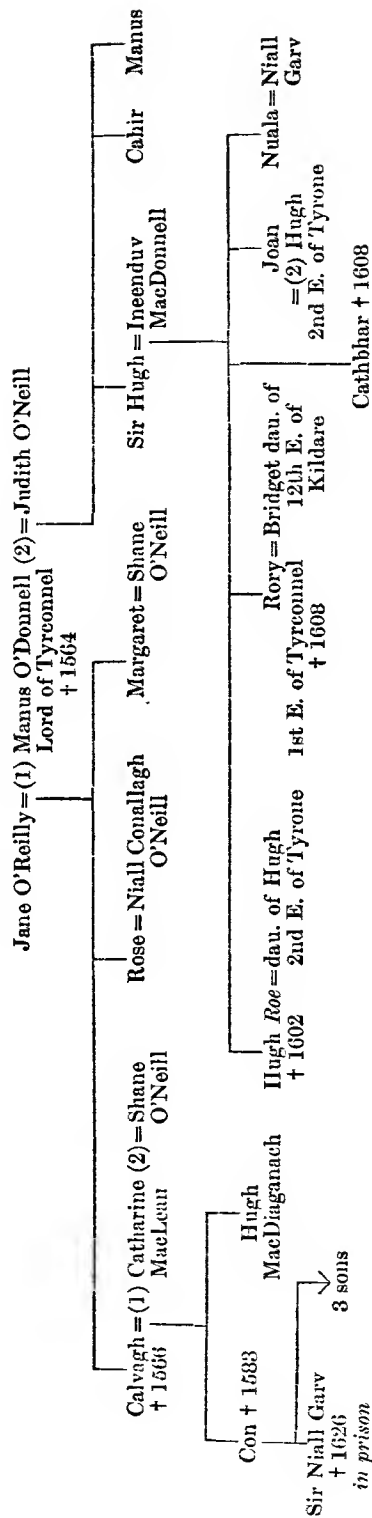 Jane O'Reilly=(1) Manus O'Donnell (2)=Judith O'Neill
Lord of Tyrconnel
† 1564
Calvagh=(1) Catharine (2)=Shane
† 1566 MacLean O'Neill
Rose=Niall Conallagh
O'Neill
Margaret=Shane
O'Neill
Sir Hugh=Ineenduv
MacDonnell
Cahir
Manus
Con † 1583
Hugh
MacDiaganach
Hugh Roe=dau. of Hugh
† 1602 2nd E. of Tyrone
Rory=Bridget dau. of
1st E. of Tyrconnel 12th E. of
† 1608 Kildare
Joan
=(2) Hugh
2nd E. of Tyrone
Nuala=Niall
Garv
Cathbhar † 1608
Sir Niall Garv
† 1626
in prison
3 sons